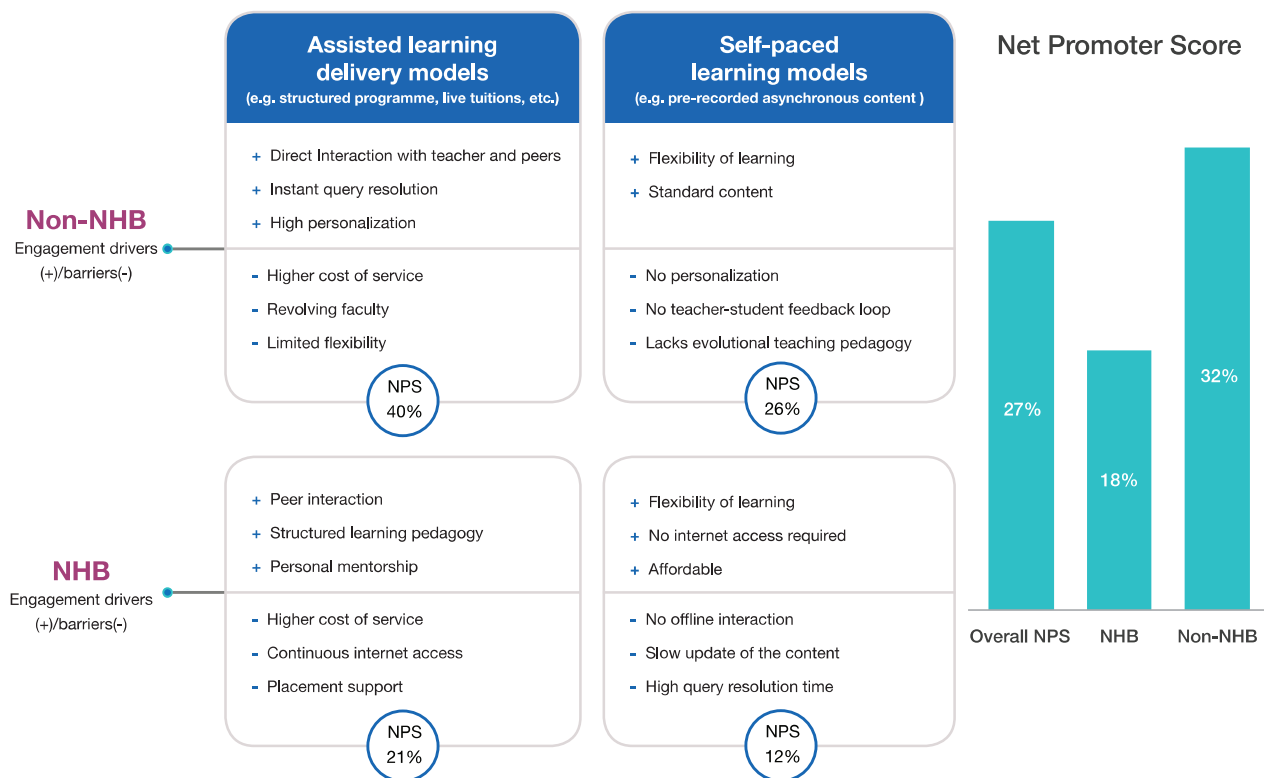 Assisted learning
delivery models
(e.g. structured programme, live tuitions, etc.)
Self-paced
learning models
(e.g. pre-recorded asynchronous content )
Net Promoter Score
Non-NHB
Engagement drivers
(+)/barriers(-)
+ Direct Interaction with teacher and peers
+ Instant query resolution
+ High personalization
- Higher cost of service
- Revolving faculty
- Limited flexibility
NPS
40%
+ Flexibility of learning
+ Standard content
- No personalization
- No teacher-student feedback loop
- Lacks evolutional teaching pedagogy
NPS
26%
NHB
Engagement drivers
(+)/barriers(-)
+ Peer interaction
+ Structured learning pedagogy
+ Personal mentorship
- Higher cost of service
- Continuous internet access
- Placement support
NPS
21%
+ Flexibility of learning
+ No internet access required
+ Affordable
- No offline interaction
- Slow update of the content
- High query resolution time
NPS
12%
27%
18%
32%
Overall NPS
NHB
Non-NHB